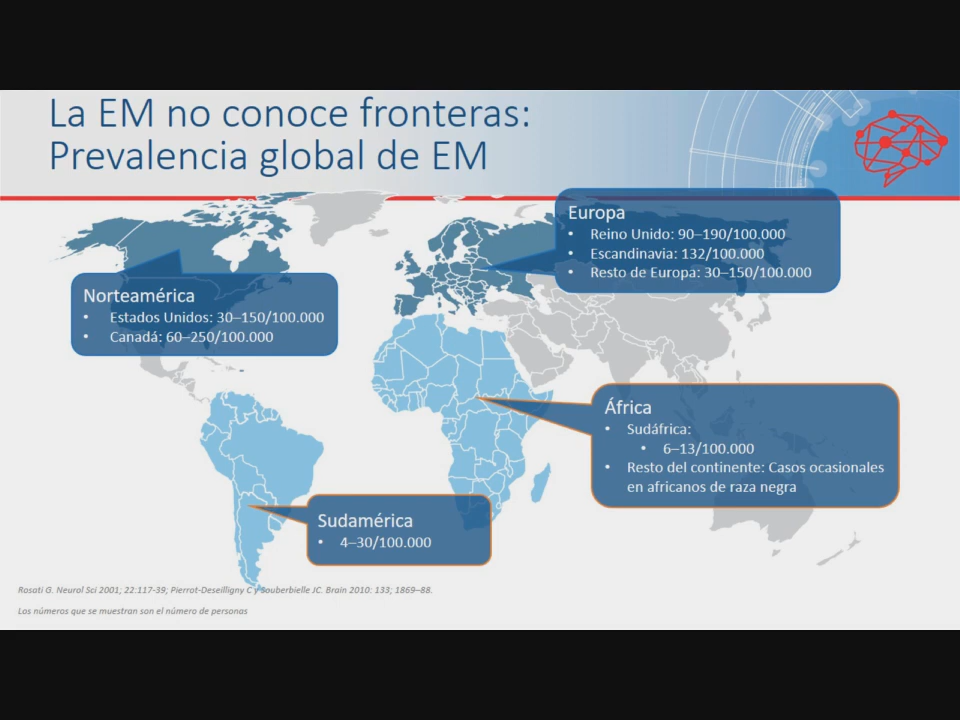 La EM no conoce fronteras:
Prevalencia global de EM
Europa
• Reino Unido: 90–190/100.000
• Escandinavia: 132/100.000
• Resto de Europa: 30–150/100.000
Norteamérica
• Estados Unidos: 30–150/100.000
• Canadá: 60–250/100.000
África
• Sudáfrica:
• 6–13/100.000
• Resto del continente: Casos ocasionales
en africanos de raza negra
Sudamérica
• 4–30/100.000
Rosati G. Neurol Sci 2001; 22:117-39; Pierrot-Deseilligny C y Souberbielle JC. Brain 2010: 133; 1869–88.
Los números que se muestran son el número de personas